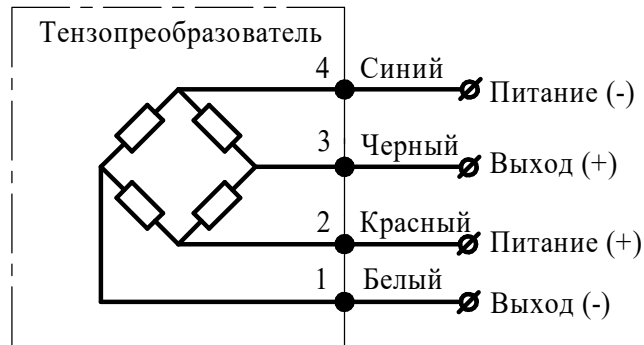 Тензопреобразователь
4 Синий Питание (-)
3 Черный Выход (+)
2 Красный Питание (+)
1 Белый Выход (-)